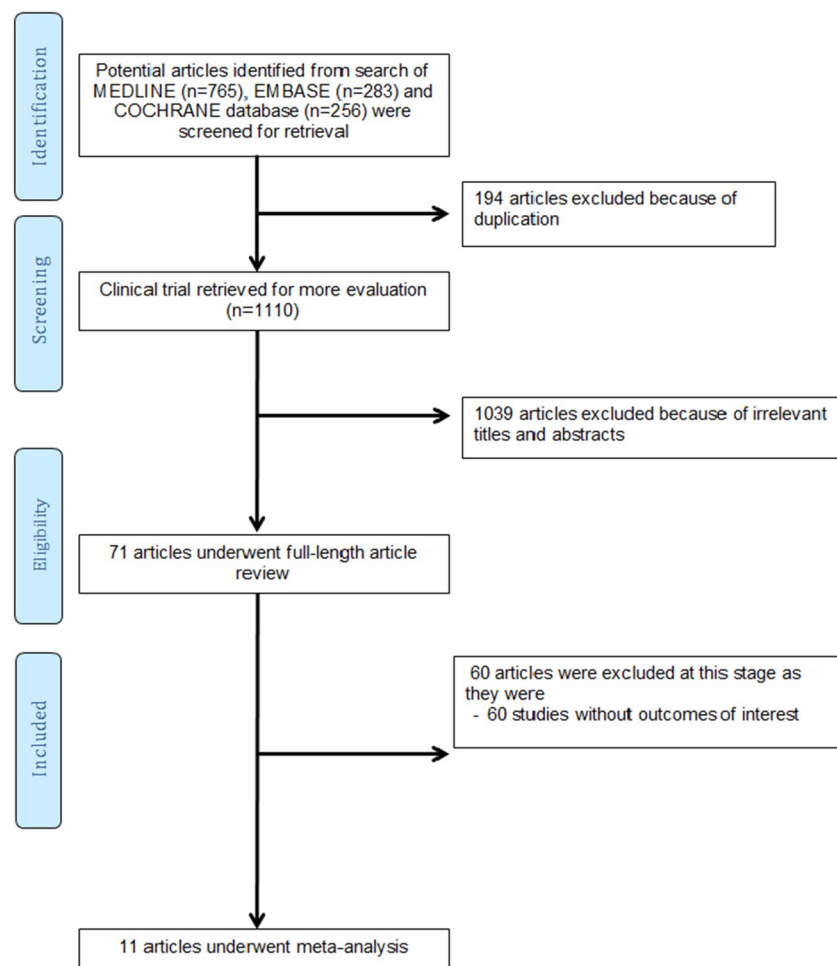 Identification
Potential articles identified from search of
MEDLINE (n=765), EMBASE (n=283) and
COCHRANE database (n=256) were
screened for retrieval
194 articles excluded because of
duplication
Screening
Clinical trial retrieved for more evaluation
(n=1110)
1039 articles excluded because of irrelevant
titles and abstracts
Eligibility
71 articles underwent full-length article
review
Included
60 articles were excluded at this stage as
they were
- 60 studies without outcomes of interest
11 articles underwent meta-analysis